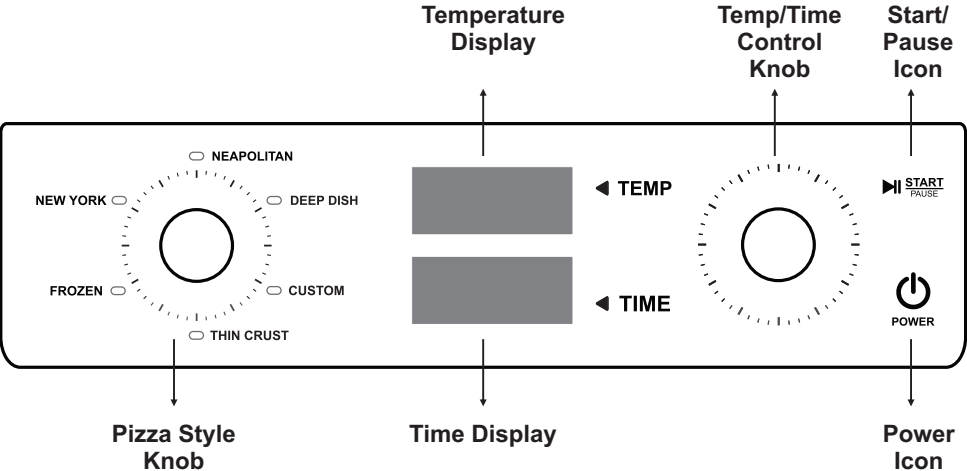 Temperature
Display
Temp/Time
Control
Knob
Start/
Pause
Icon
NEAPOLITAN
NEW YORK
DEEP DISH
FROZEN
CUSTOM
THIN CRUST
TEMP
TIME
START
PAUSE
POWER
Pizza Style
Knob
Time Display
Power
Icon